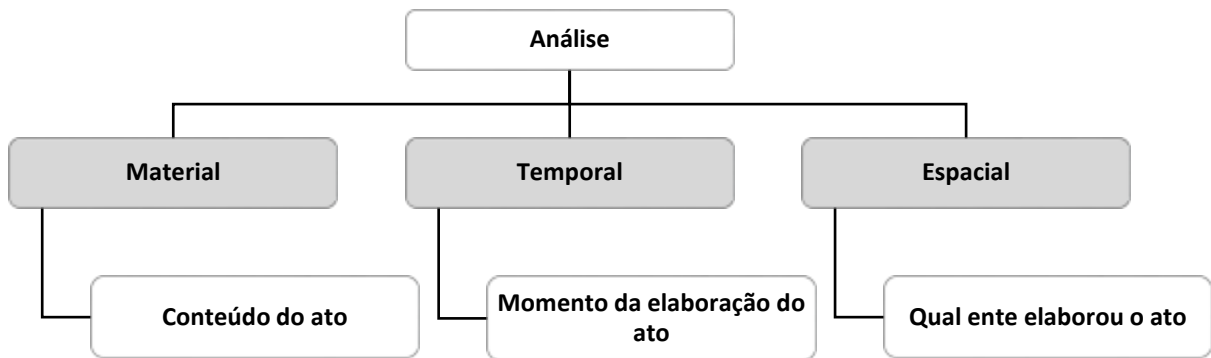 Análise
Material
Temporal
Espacial
Conteúdo do ato
Momento da elaboração do
ato
Qual ente elaborou o ato